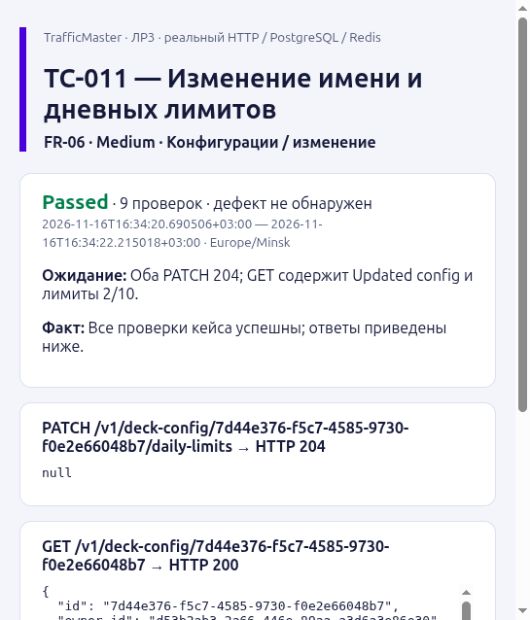 TrafficMaster · ЛР3 · реальный HTTP / PostgreSQL / Redis
TC-011 — Изменение имени и
дневных лимитов
FR-06 · Medium · Конфигурации / изменение
Passed · 9 проверок · дефект не обнаружен
2026-11-16T16:34:20.690506+03:00 — 2026-11-
16T16:34:22.215018+03:00 · Europe/Minsk
Ожидание: Оба PATCH 204; GET содержит Updated config и
лимиты 2/10.
Факт: Все проверки кейса успешны; ответы приведены
ниже.
PATCH /v1/deck-config/7d44e376-f5c7-4585-9730-
f0e2e66048b7/daily-limits → HTTP 204
null
GET /v1/deck-config/7d44e376-f5c7-4585-9730-
f0e2e66048b7 → HTTP 200
{
"id": "7d44e376-f5c7-4585-9730-f0e2e66048b7",